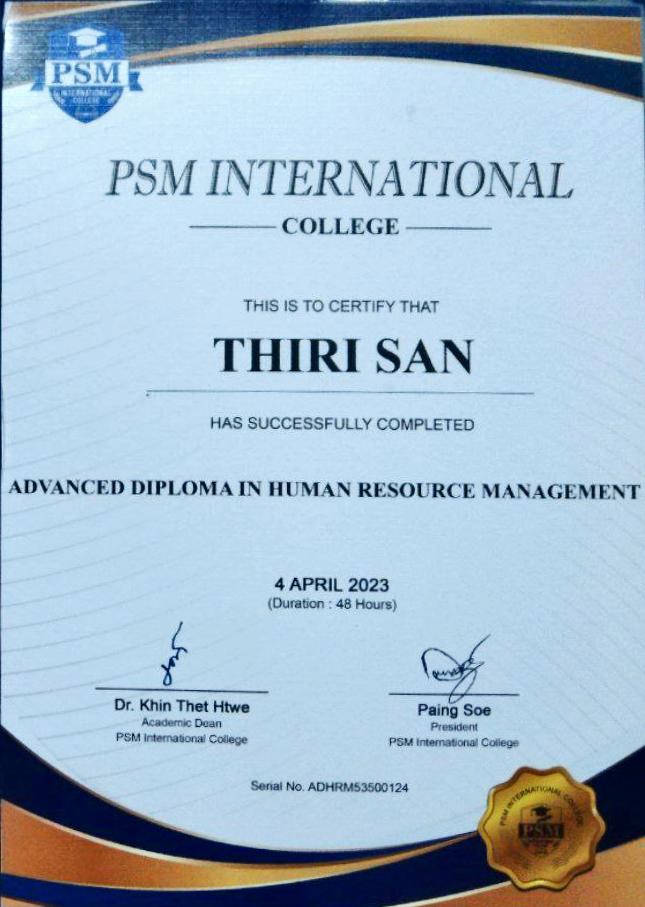 PSM
INTERNATIONAL
COLLEGE
PSM INTERNATIONAL
COLLEGE
THIS IS TO CERTIFY THAT
THIRI SAN
HAS SUCCESSFULLY COMPLETED
ADVANCED DIPLOMA IN HUMAN RESOURCE MANAGEMENT
4 APRIL 2023
(Duration : 48 Hours)
Dr. Khin Thet Htwe
Academic Dean
PSM International College
Paing Soe
President
PSM International College
Serial No. ADHRM53500124
PSM INTERNATIONAL COLLEGE
PSM